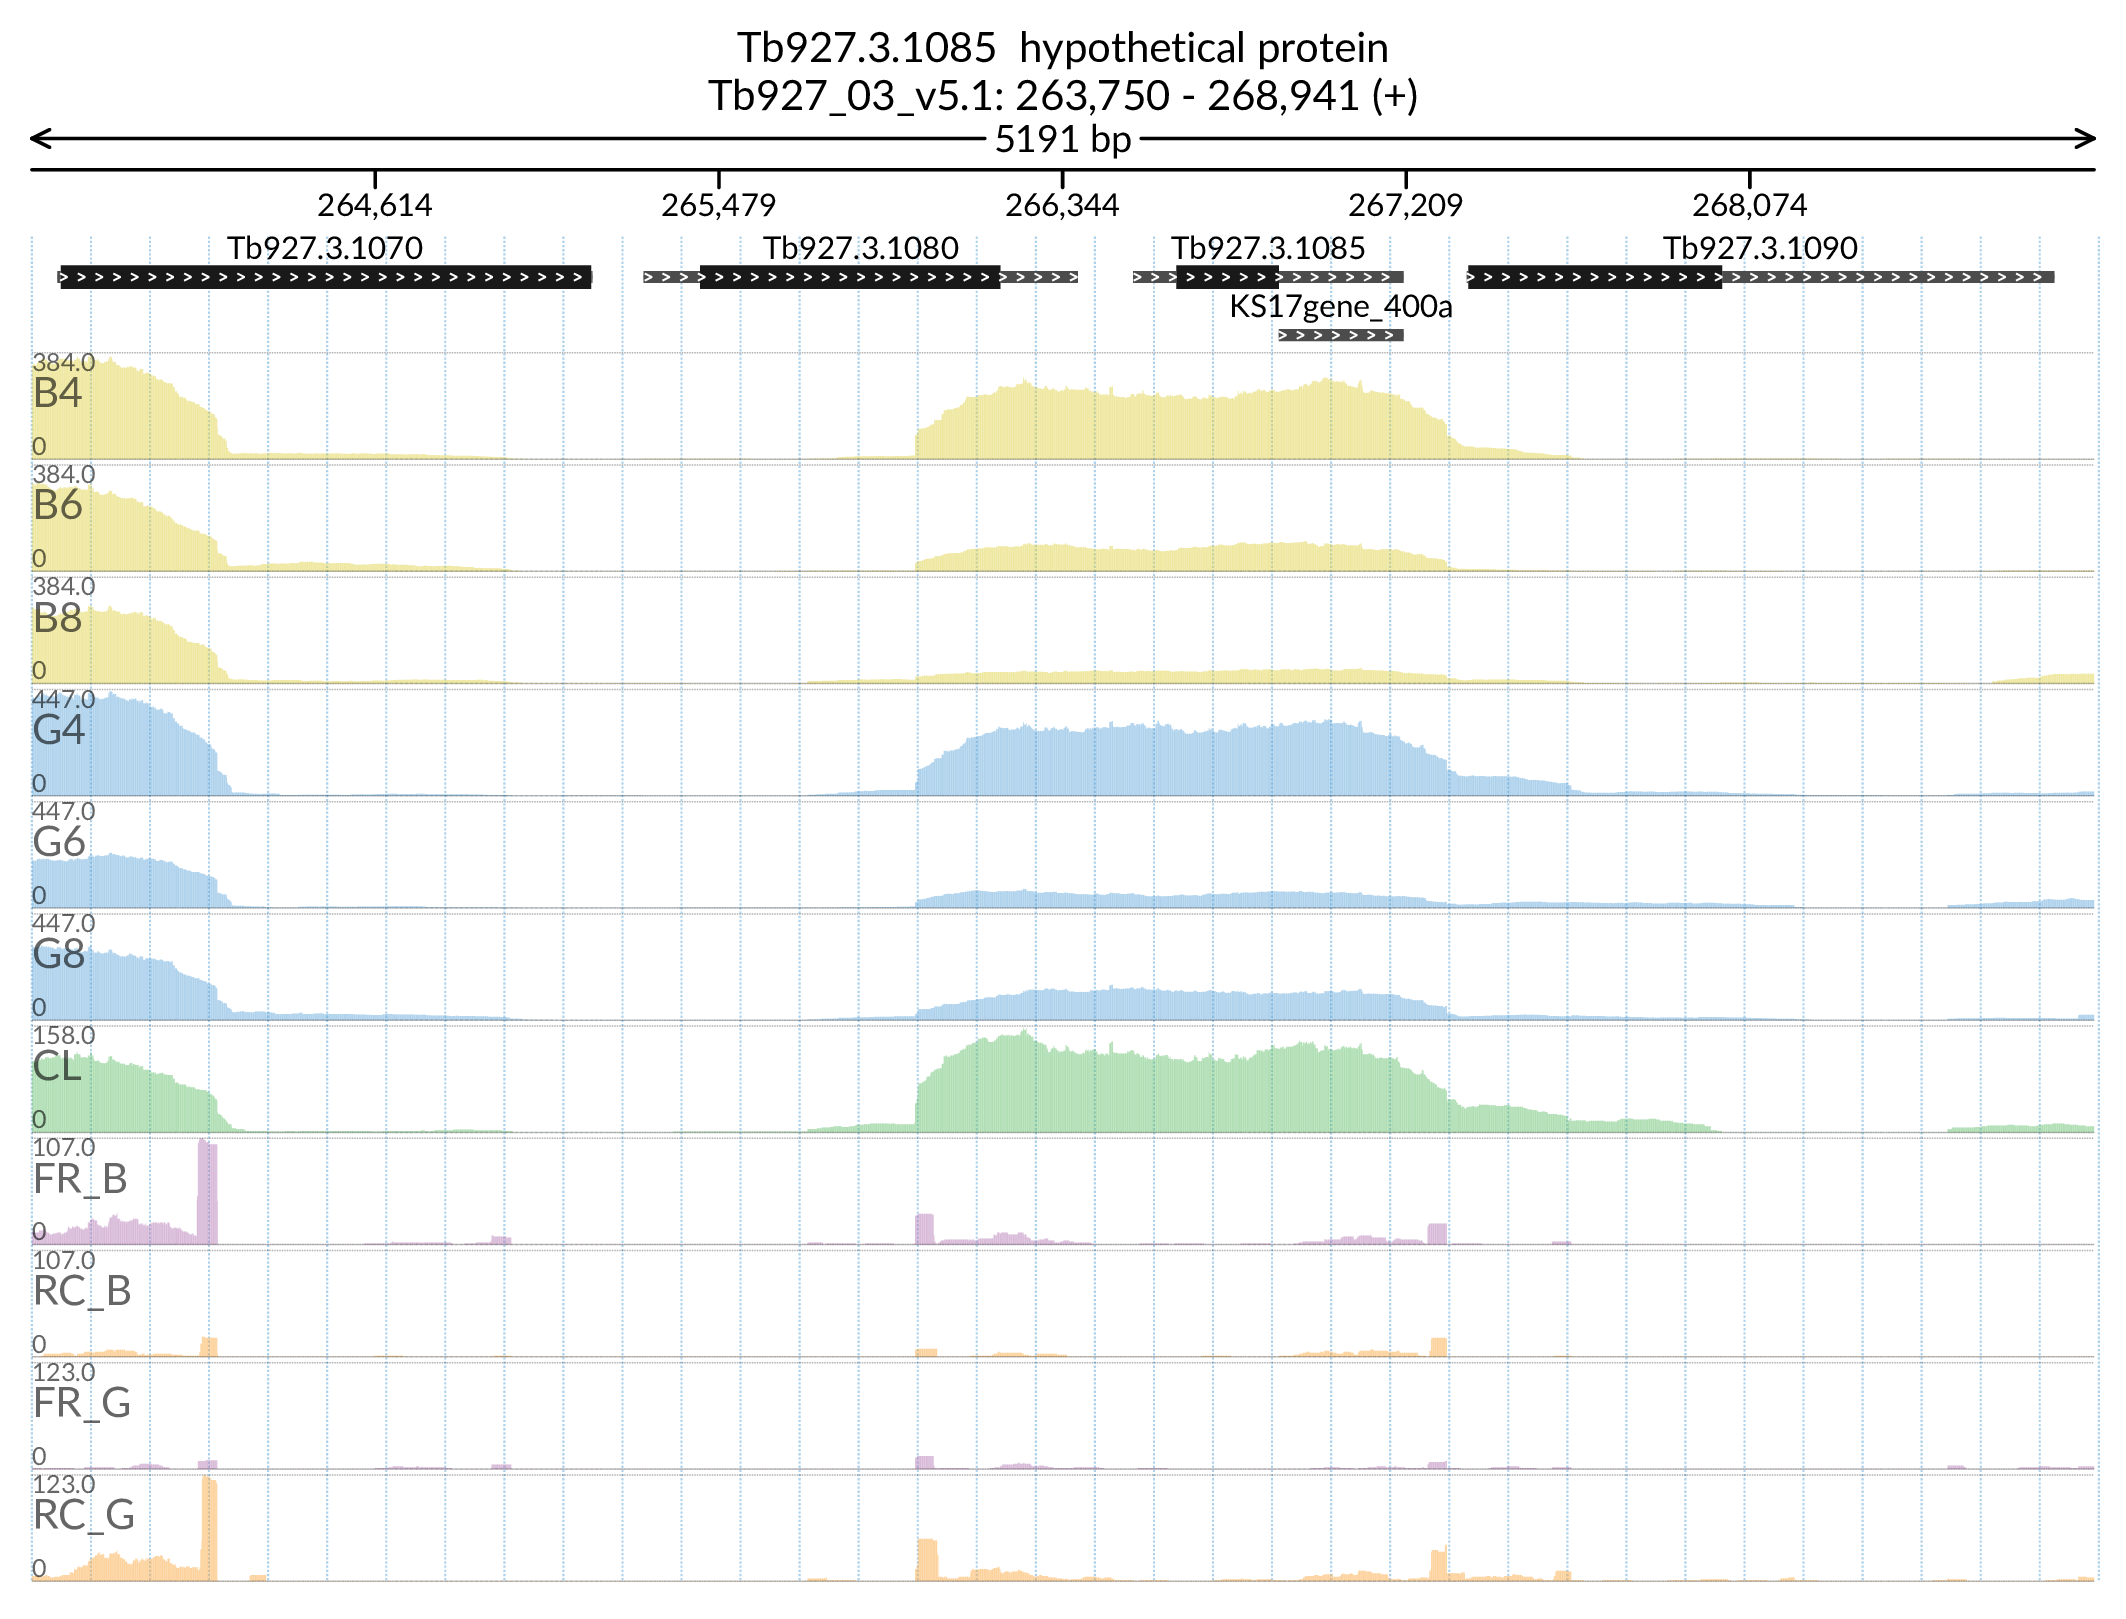 Tb927.3.1085  hypothetical protein
Tb927_03_v5.1: 263,750 - 268,941 (+)
5191 bp
264,614 265,479 266,344 267,209 268,074
Tb927.3.1070 Tb927.3.1080 Tb927.3.1085 Tb927.3.1090
KS17gene_400a
384.0
B4
0
384.0
B6
0
384.0
B8
0
447.0
G4
0
447.0
G6
0
447.0
G8
0
158.0
CL
0
107.0
FR_B
0
107.0
RC_B
0
123.0
FR_G
0
123.0
RC_G
0